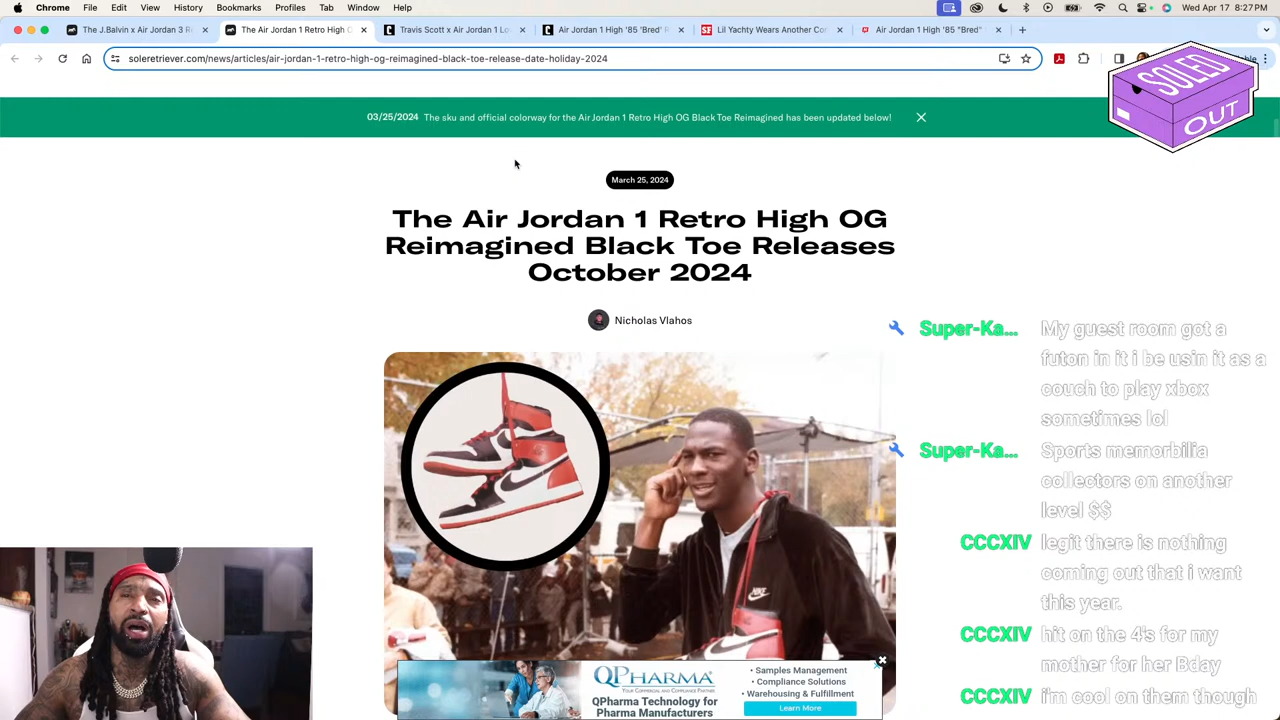 Chrome File Edit View History Bookmarks Profiles Tab Window Help
Wed Apr 17 8:27PM
The J.Balvin x Air Jordan 3 R
The Air Jordan 1 Retro High O
Travis Scott x Jordan 1 Lo
Air Jordan 1 High '85 'Bred' R
Lil Yachty Wears Another Co
Air Jordan 1 High '85 "Bred"
soleretriever.com/news/articles/air-jordan-1-retro-high-og-reimagined-black-toe-release-date-holiday-2024
SOLED
OUT
03/25/2024 The sku and official colorway for the Air Jordan 1 Retro High OG Black Toe Reimagined has been updated below!
March 25, 2024
The Air Jordan 1 Retro High OG
Reimagined Black Toe Releases
October 2024
Nicholas Vlahos
Super-Ka... My guest room got a
futon in it i be usin it as a
couch to play xbox
sometimes lol
Super-Ka... Sports memorbilia
collectors on another
level $$
CCCXIV legit there is nothing
coming out that i want
this year.
CCCXIV hit on the 4's for my
mother for her Bday
CCCXIV i'm cool on them though
NIKE
QPHARMA
YOUR COMMERCIAL AND COMPLIANCE PARTNER
QPharma Technology for
Pharma Manufacturers
• Samples Management
• Compliance Solutions
• Warehousing & Fulfillment
Learn More